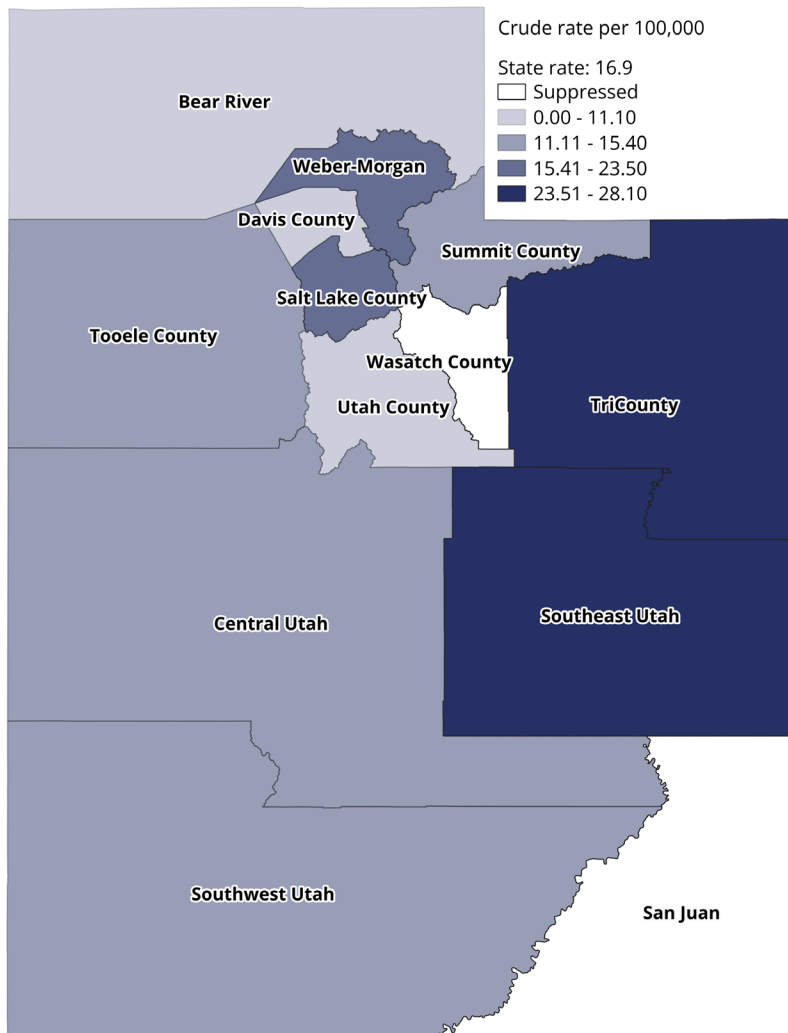 Crude rate per 100,000
State rate: 16.9
Suppressed
0.00 - 11.10
11.11 - 15.40
15.41 - 23.50
23.51 - 28.10
Bear River
Weber-Morgan
Davis County
Summit County
Salt Lake County
Tooele County
Wasatch County
Utah County
TriCounty
Central Utah
Southeast Utah
Southwest Utah
San Juan